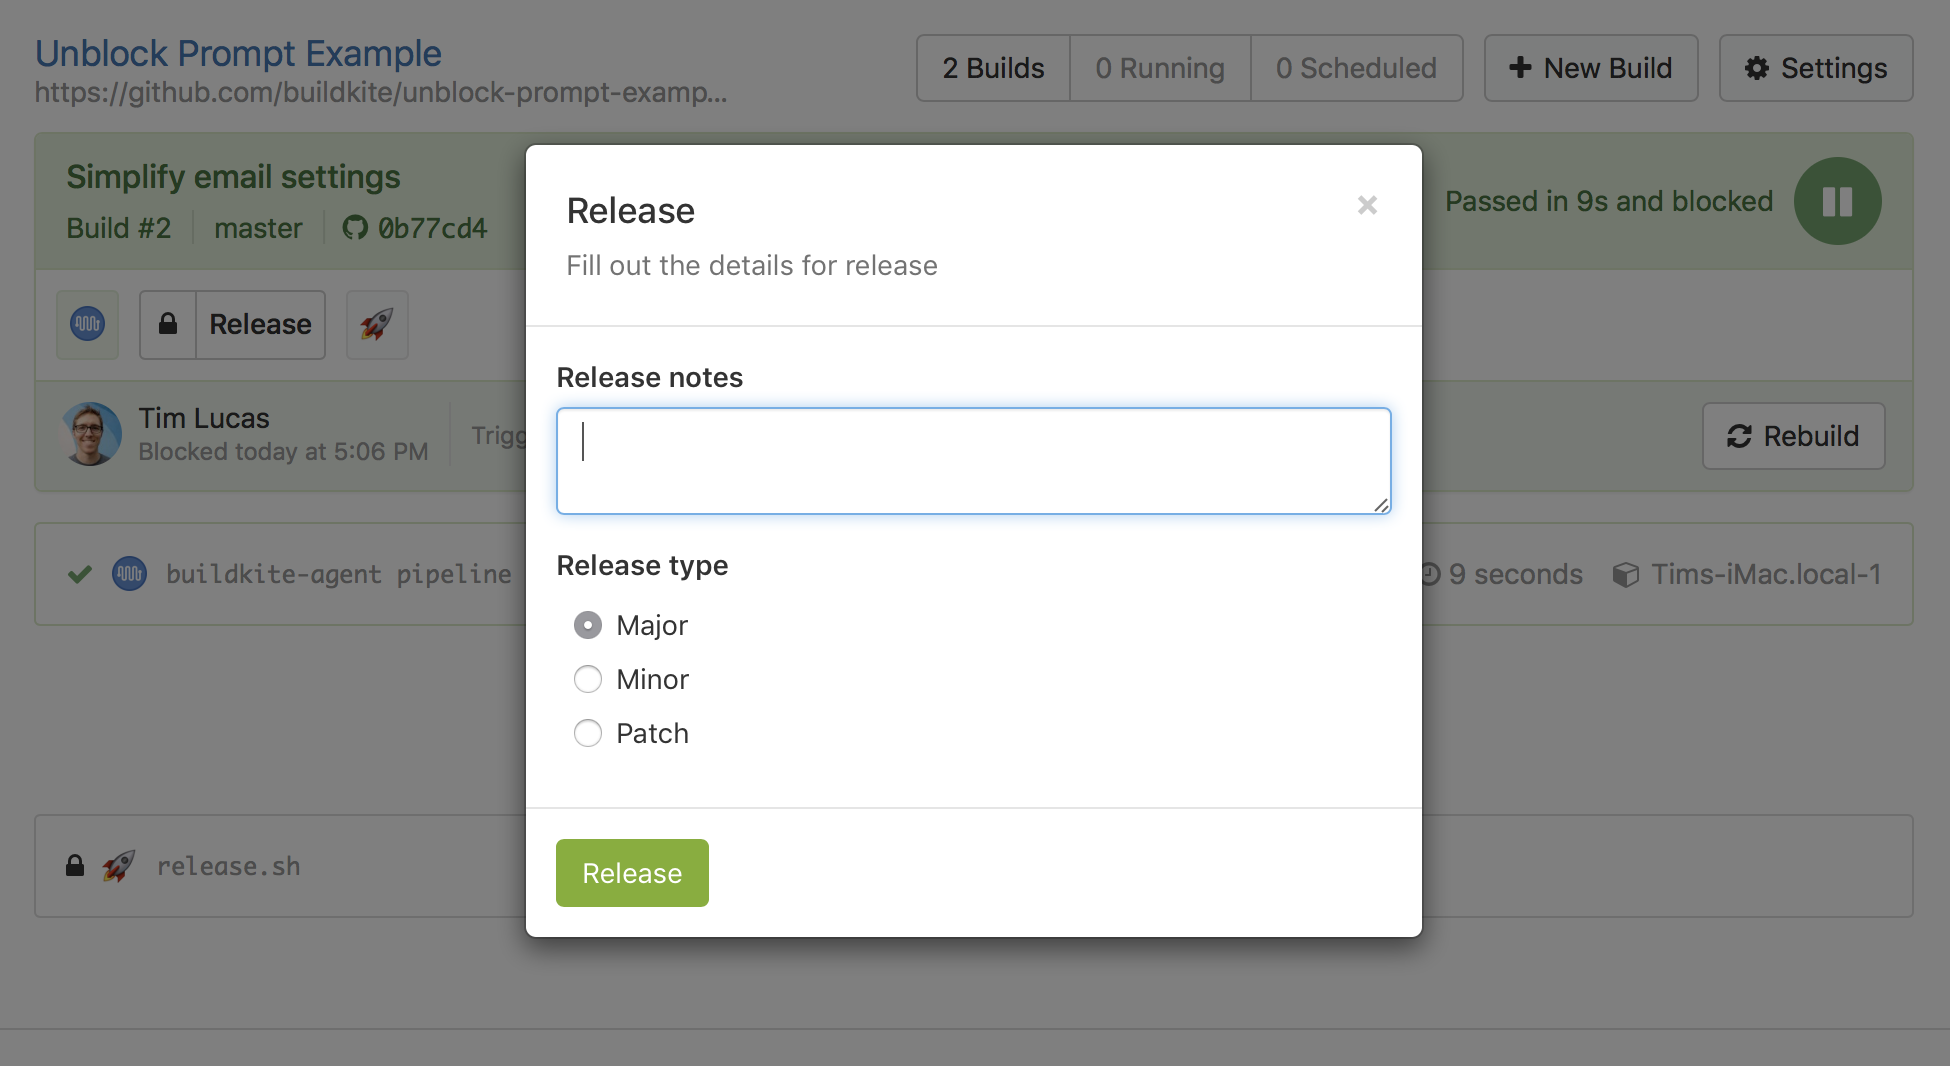 Unblock Prompt Example
https://github.com/buildkite/unblock-prompt-examp...
2 Builds
0 Running
0 Scheduled
New Build
Settings
Simplify email settings
Build #2
master
0b77cd4
Passed in 9s and blocked
Release
Tim Lucas
Blocked today at 5:06 PM
Rebuild
buildkite-agent pipeline
9 seconds
Tims-iMac.local-1
release.sh
Release
×
Fill out the details for release
Release notes
Release type
Major
Minor
Patch
Release